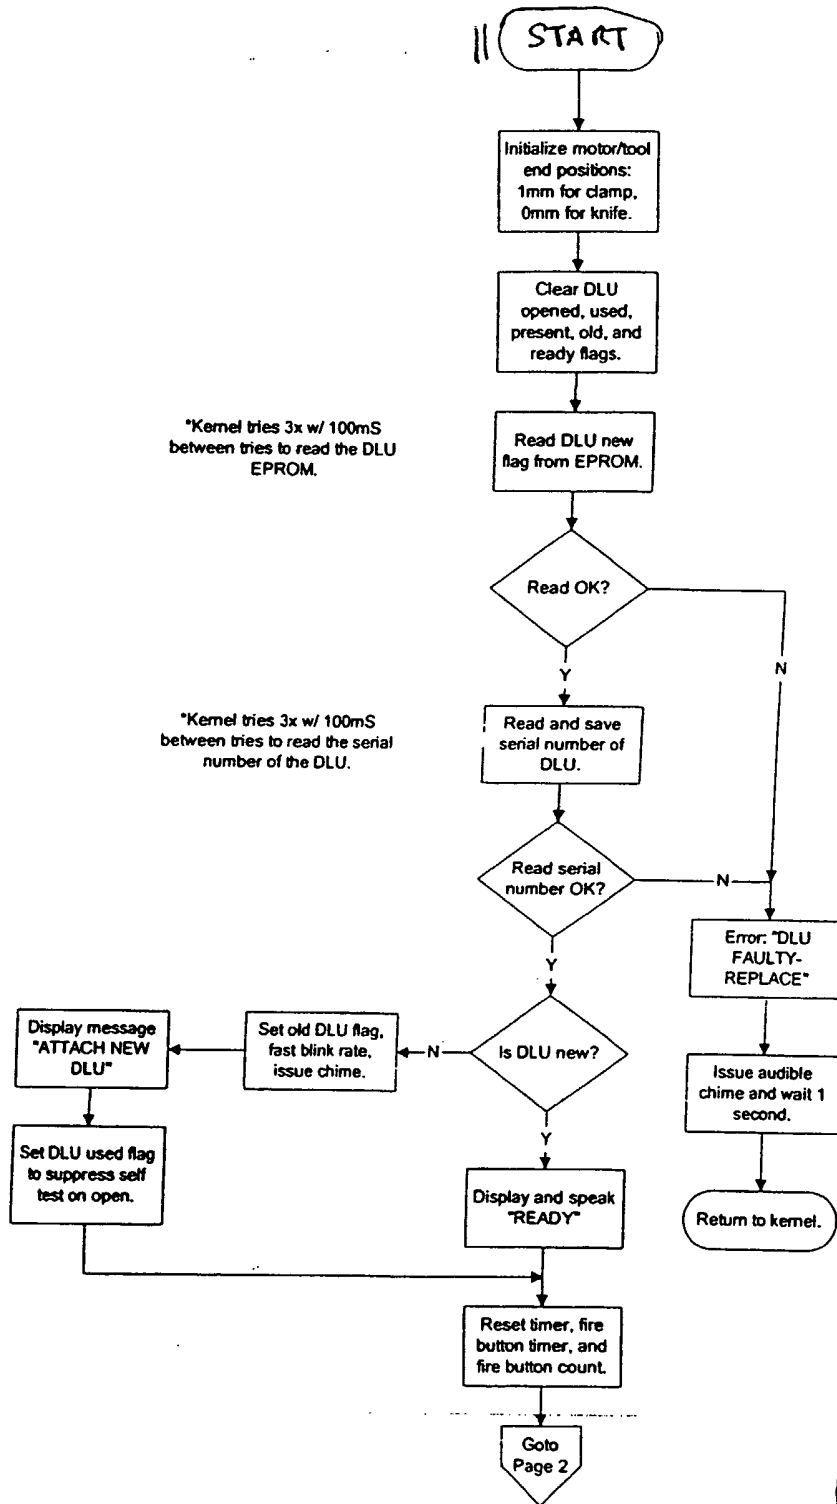 START
Initialize motor/tool
end positions:
1mm for clamp,
0mm for knife.
Clear DLU
opened, used,
present, old, and
ready flags.
*Kernel tries 3x w/ 100mS
between tries to read the DLU
EPROM.
Read DLU new
flag from EPROM.
Read OK?
N
Y
*Kernel tries 3x w/ 100mS
between tries to read the serial
number of the DLU.
Read and save
serial number of
DLU.
Read serial
number OK?
N
Y
Error: "DLU
FAULTY-
REPLACE"
Display message
"ATTACH NEW
DLU"
Set old DLU flag,
fast blink rate,
issue chime.
N
Is DLU new?
Y
Issue audible
chime and wait 1
second.
Set DLU used flag
to suppress self
test on open.
Display and speak
"READY"
Return to kernel.
Reset timer, fire
button timer, and
fire button count.
Goto
Page 2